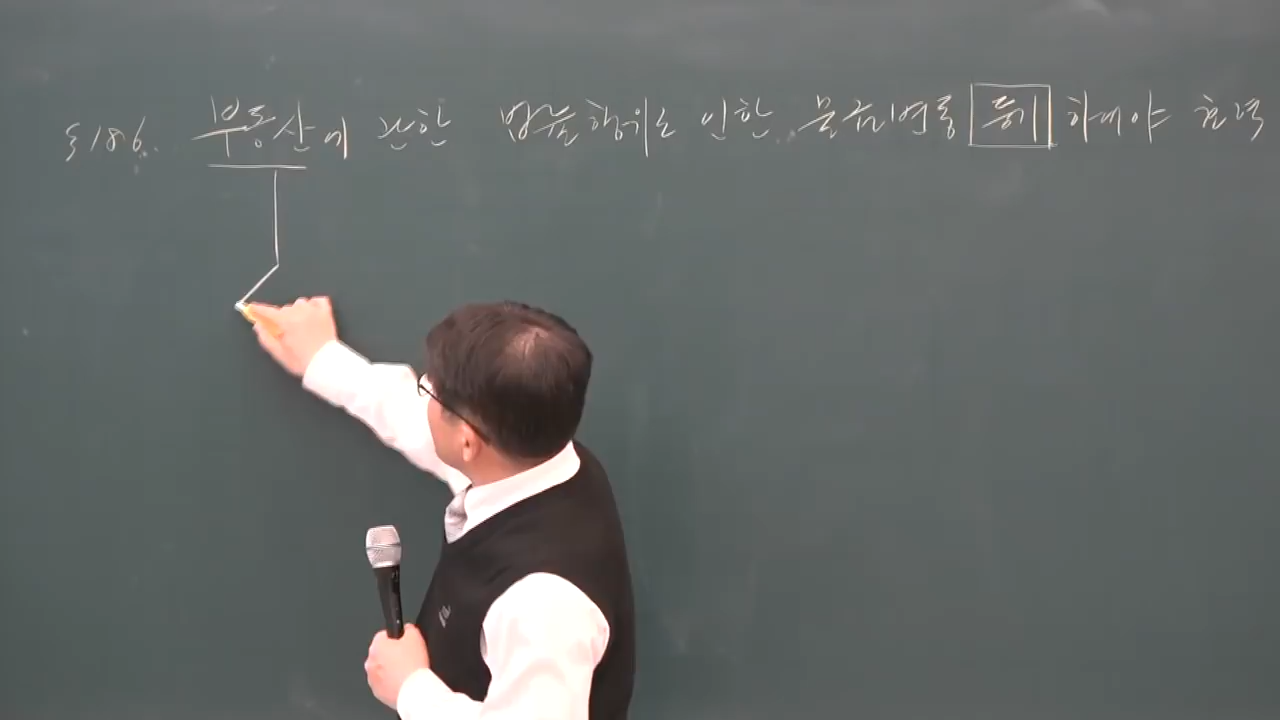 §186. 부동산에 관한 법률행위로 인한 물권변동 등기 하여야 효력